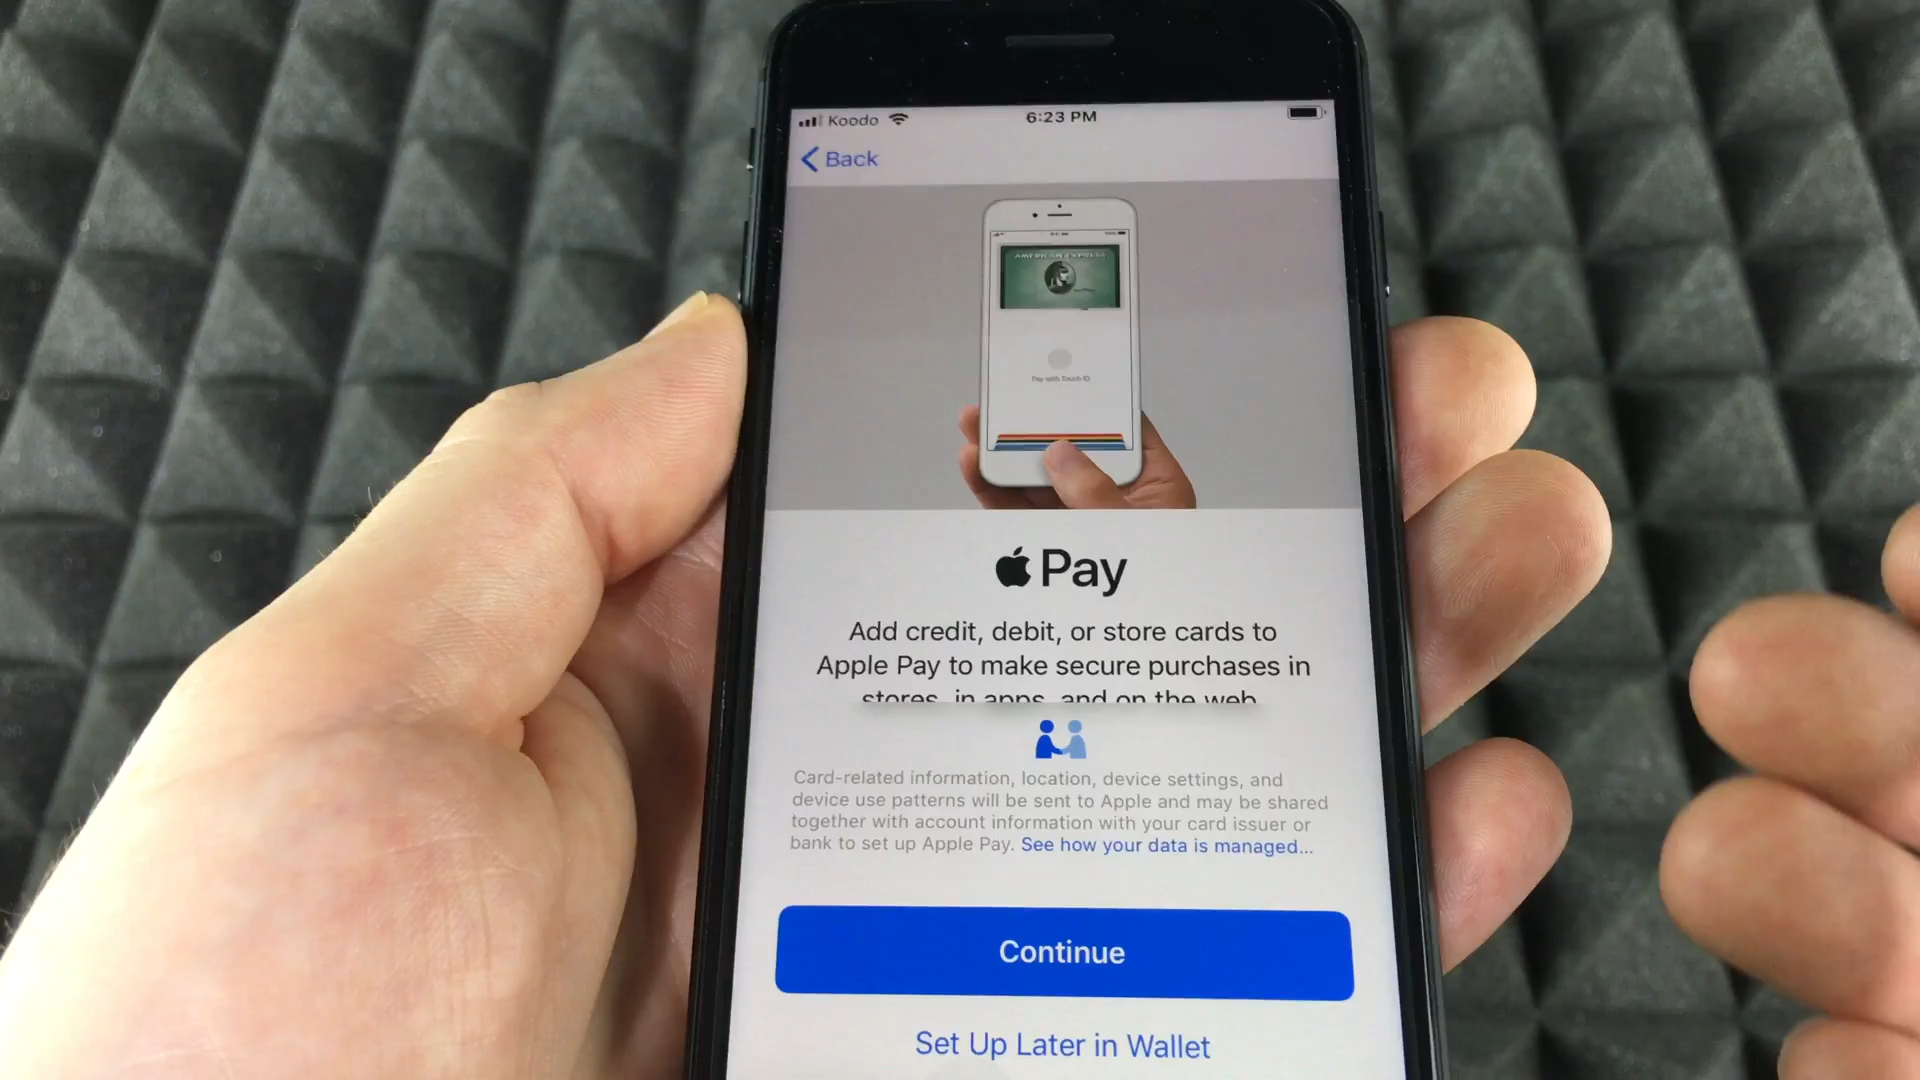 Koodo
6:23 PM
Back
AMERICAN EXPRESS
Pay with Touch ID
Pay
Add credit, debit, or store cards to
Apple Pay to make secure purchases in
stores, in apps, and on the web
Card-related information, location, device settings, and
device use patterns will be sent to Apple and may be shared
together with account information with your card issuer or
bank to set up Apple Pay. See how your data is managed...
Continue
Set Up Later in Wallet